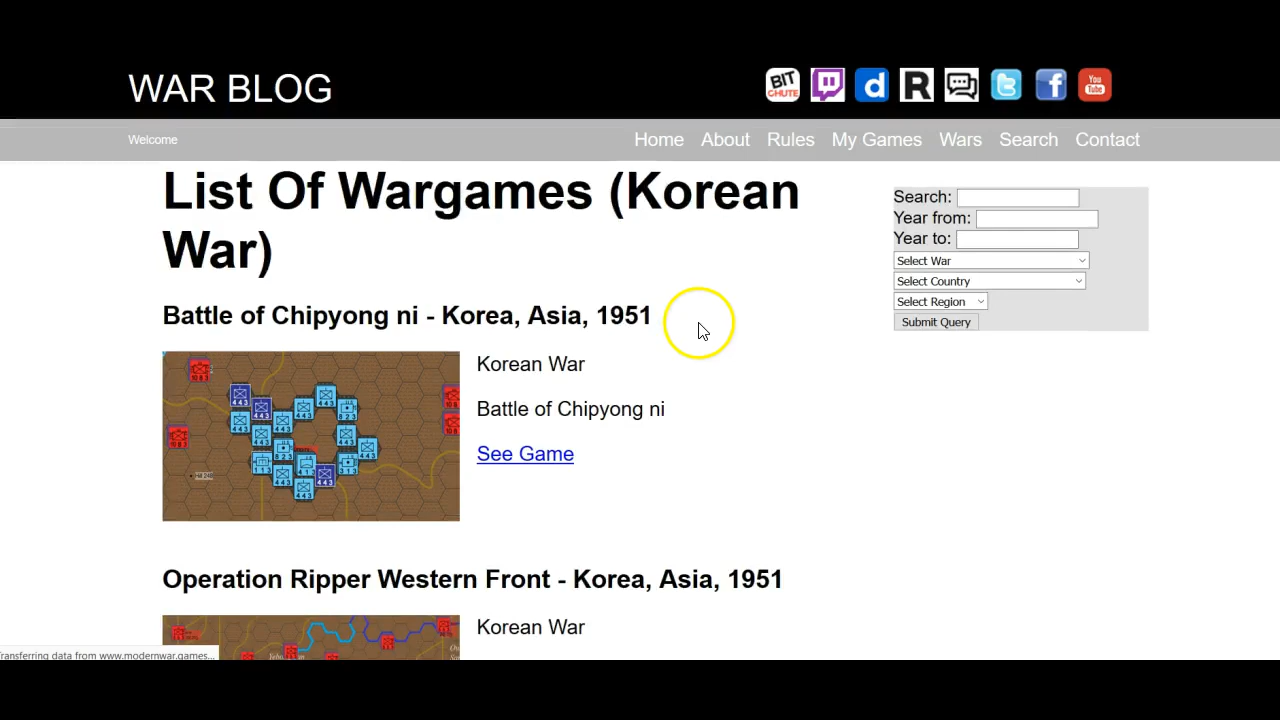 WAR BLOG
BIT
CHUTE
d
R
You
Tube
Welcome
Home About Rules My Games Wars Search Contact
List Of Wargames (Korean
War)
Search:
Year from:
Year to:
Select War
Select Country
Select Region
Submit Query
Battle of Chipyong ni - Korea, Asia, 1951
Korean War
Battle of Chipyong ni
See Game
Operation Ripper Western Front - Korea, Asia, 1951
Korean War
Transferring data from www.modernwar.games...